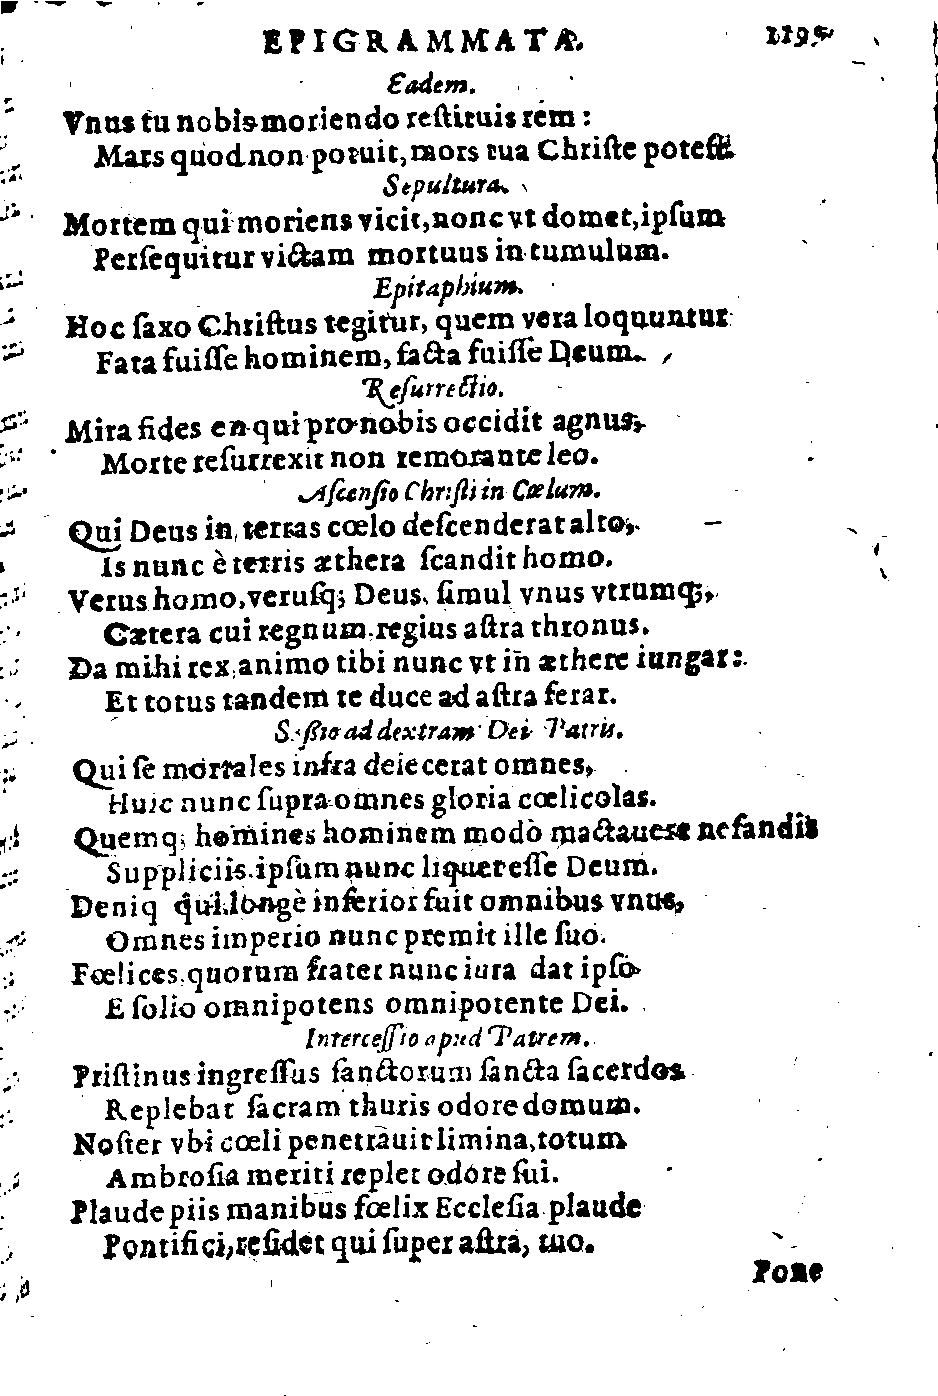 EPIGRAMMATA. 1195
Eadem.
Vnus tu nobis moriendo reſtituis rem :
Mars quod non potuit, mors tua Chriſte poteſt.
Sepultura.
Mortem qui moriens vicit, nonc vt domet, ipſum
Perſequitur victam mortuus in tumulum.
Epitaphium.
Hoc ſaxo Chriſtus tegitur, quem vera loquuntur
Fata fuiſſe hominem, facta fuiſſe Deum.
Reſurrectio.
Mira fides en qui pro nobis occidit agnus,
Morte reſurrexit non remorante leo.
Aſcenſio Chriſti in Cœlum.
Qui Deus in terras cœlo deſcenderat alto,
Is nunc è terris æthera ſcandit homo.
Verus homo, veruſq; Deus, ſimul vnus vtrumq;,
Cætera cui regnum regius aſtra thronus.
Da mihi rex, animo tibi nunc vt in æthere iungar:
Et totus tandem te duce ad aſtra ferar.
Seſſio ad dextram Dei Patris.
Qui ſe mortales infra deiecerat omnes,
Huic nunc ſupra omnes gloria cœlicolas.
Quemq; homines hominem modò mactauere nefandis
Suppliciis, ipſum nunc liquet eſſe Deum.
Deniq qui longè inferior fuit omnibus vnus,
Omnes imperio nunc premit ille ſuo.
Fœlices, quorum frater nunc iura dat ipſo
E ſolio omnipotens omnipotente Dei.
Interceſſio apud Patrem.
Priſtinus ingreſſus ſanctorum ſancta ſacerdos
Replebat ſacram thuris odore domum.
Noſter vbi cœli penetrauit limina, totum
Ambroſia meriti replet odore ſui.
Plaude piis manibus fœlix Eccleſia plaude
Pontifici, reſidet qui ſuper aſtra, tuo.
Pone